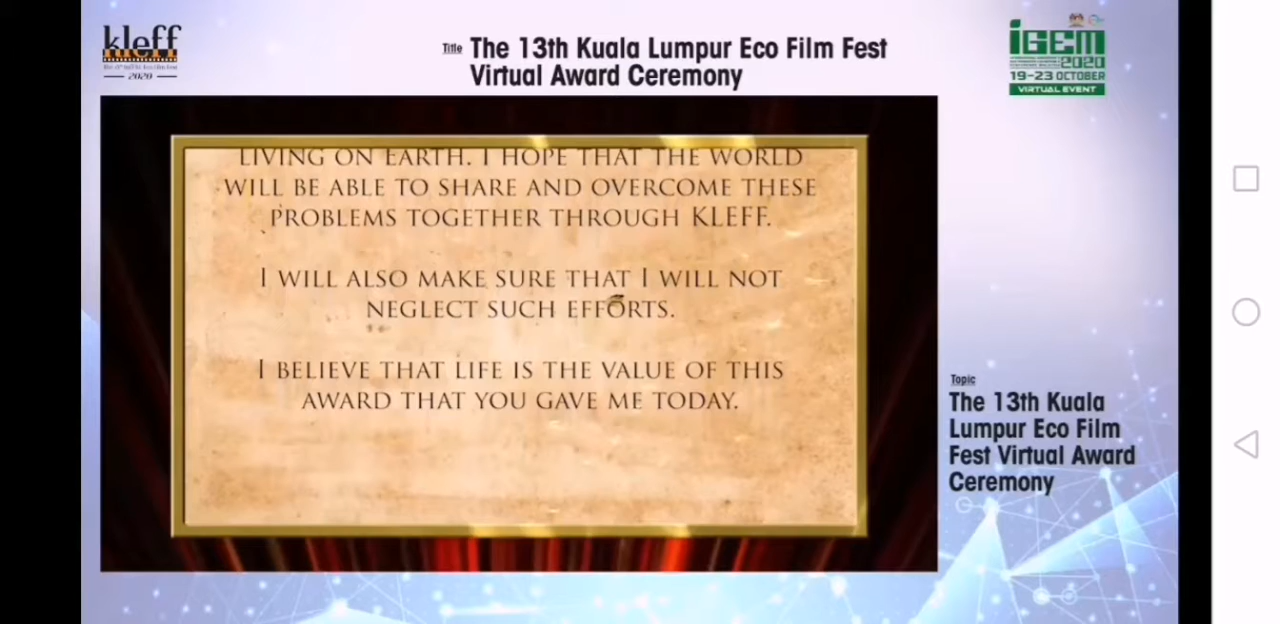 kleff
2020
Title The 13th Kuala Lumpur Eco Film Fest
Virtual Award Ceremony
iGEM
2020
19-23 OCTOBER
VIRTUAL EVENT
LIVING ON EARTH. I HOPE THAT THE WORLD
WILL BE ABLE TO SHARE AND OVERCOME THESE
PROBLEMS TOGETHER THROUGH KLEFF.
I WILL ALSO MAKE SURE THAT I WILL NOT
NEGLECT SUCH EFFORTS.
I BELIEVE THAT LIFE IS THE VALUE OF THIS
AWARD THAT YOU GAVE ME TODAY.
Topic
The 13th Kuala
Lumpur Eco Film
Fest Virtual Award
Ceremony